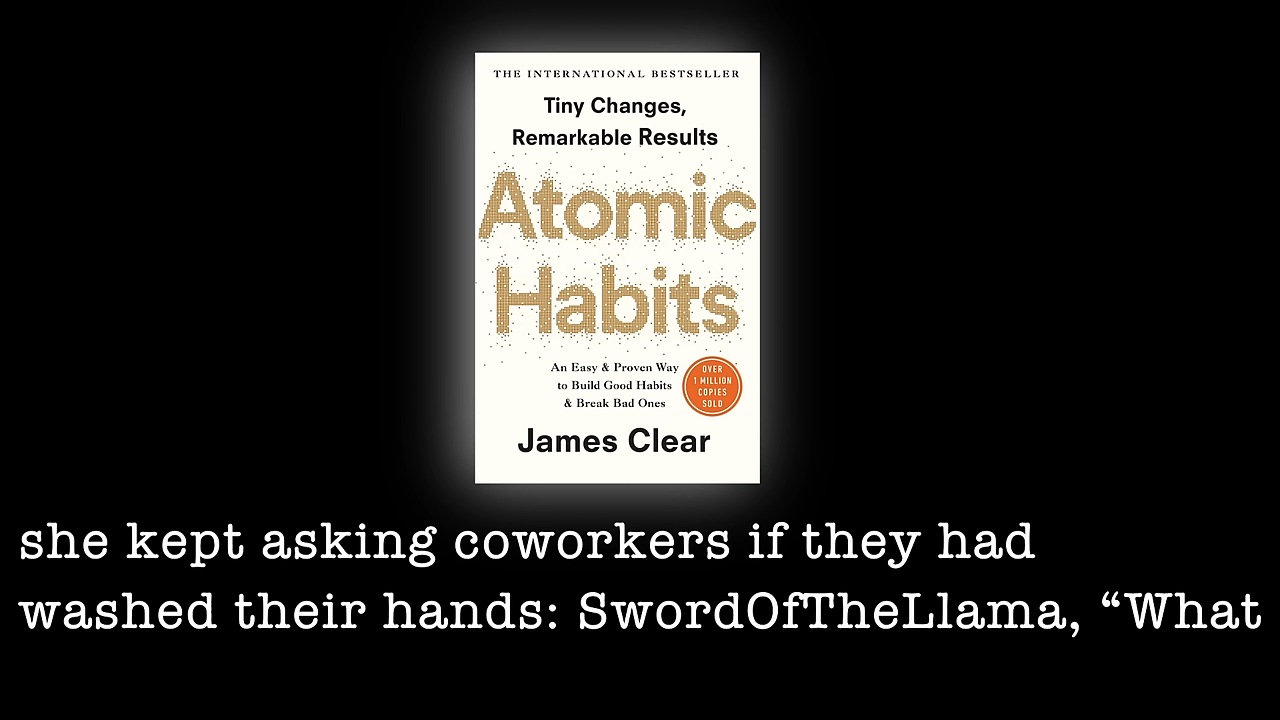 THE INTERNATIONAL BESTSELLER
Tiny Changes,
Remarkable Results
Atomic
Habits
An Easy & Proven Way
to Build Good Habits
& Break Bad Ones
OVER
1 MILLION
COPIES
SOLD
James Clear
she kept asking coworkers if they had
washed their hands: SwordOfTheLlama, “What